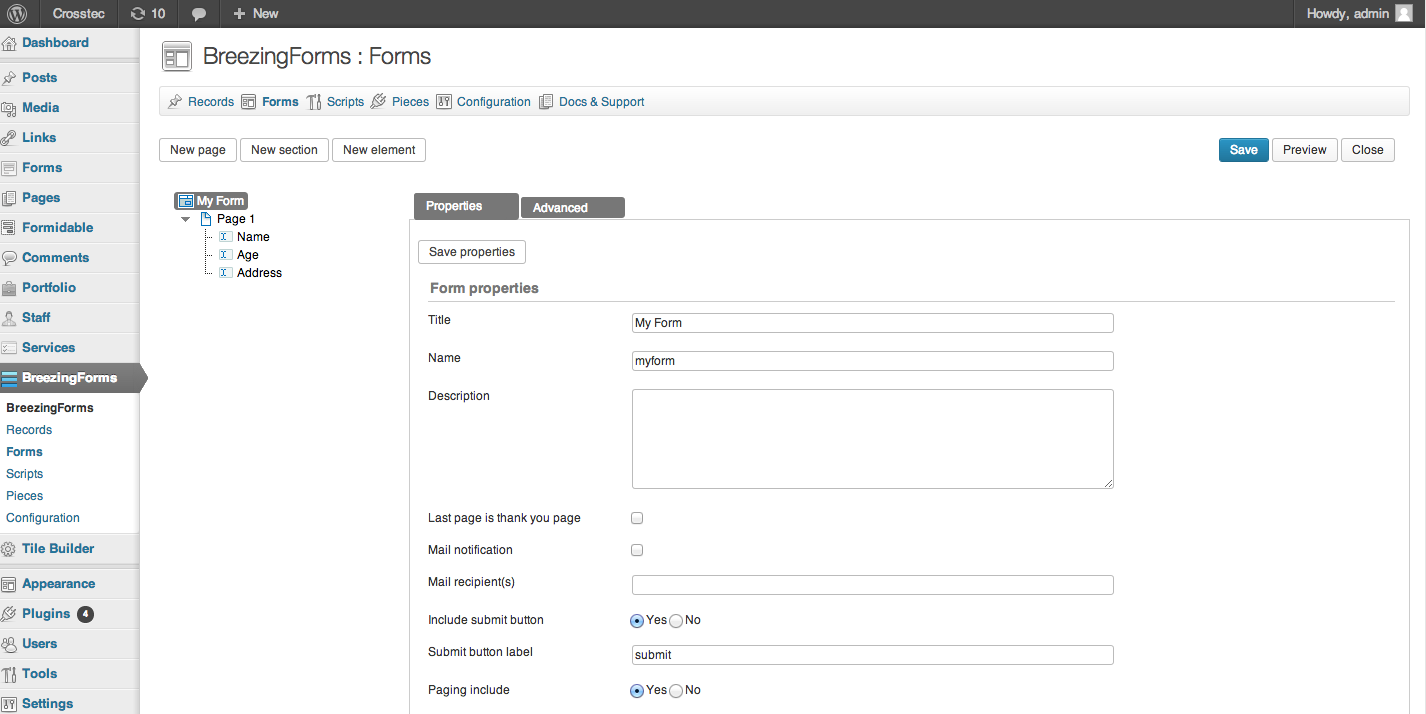 Crosstec 10 + New Howdy, admin
Dashboard
Posts
Media
Links
Forms
Pages
Formidable
Comments
Portfolio
Staff
Services
BreezingForms
BreezingForms
Records
Forms
Scripts
Pieces
Configuration
Tile Builder
Appearance
Plugins 4
Users
Tools
Settings
BreezingForms : Forms
Records Forms Scripts Pieces Configuration Docs & Support
New page New section New element Save Preview Close
My Form
Page 1
Name
Age
Address
Properties Advanced
Save properties
Form properties
Title My Form
Name myform
Description
Last page is thank you page
Mail notification
Mail recipient(s)
Include submit button Yes No
Submit button label submit
Paging include Yes No